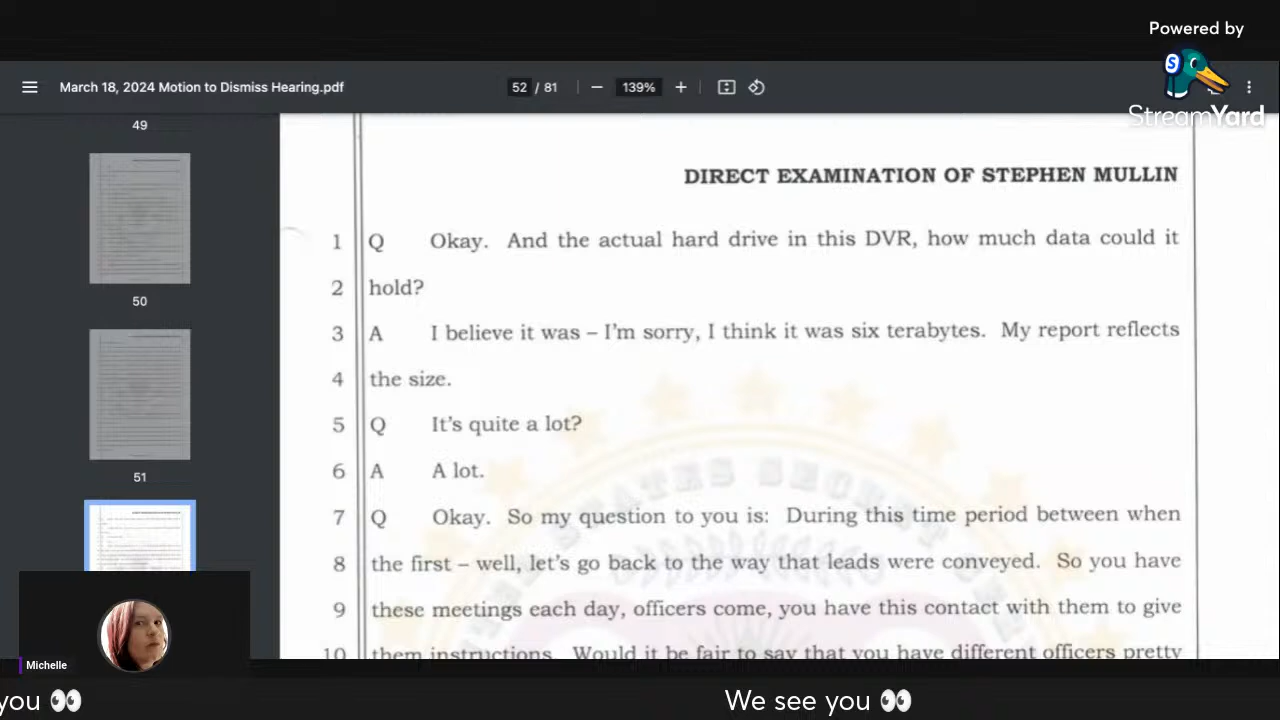 Powered by
StreamYard
March 18, 2024 Motion to Dismiss Hearing.pdf
52 / 81
139%
49
50
51
DIRECT EXAMINATION OF STEPHEN MULLIN
1 Q Okay. And the actual hard drive in this DVR, how much data could it
2 hold?
3 A I believe it was – I'm sorry, I think it was six terabytes. My report reflects
4 the size.
5 Q It's quite a lot?
6 A A lot.
7 Q Okay. So my question to you is: During this time period between when
8 the first – well, let's go back to the way that leads were conveyed. So you have
9 these meetings each day, officers come, you have this contact with them to give
10 them instructions. Would it be fair to say that you have different officers pretty
Michelle
you 👀
We see you 👀